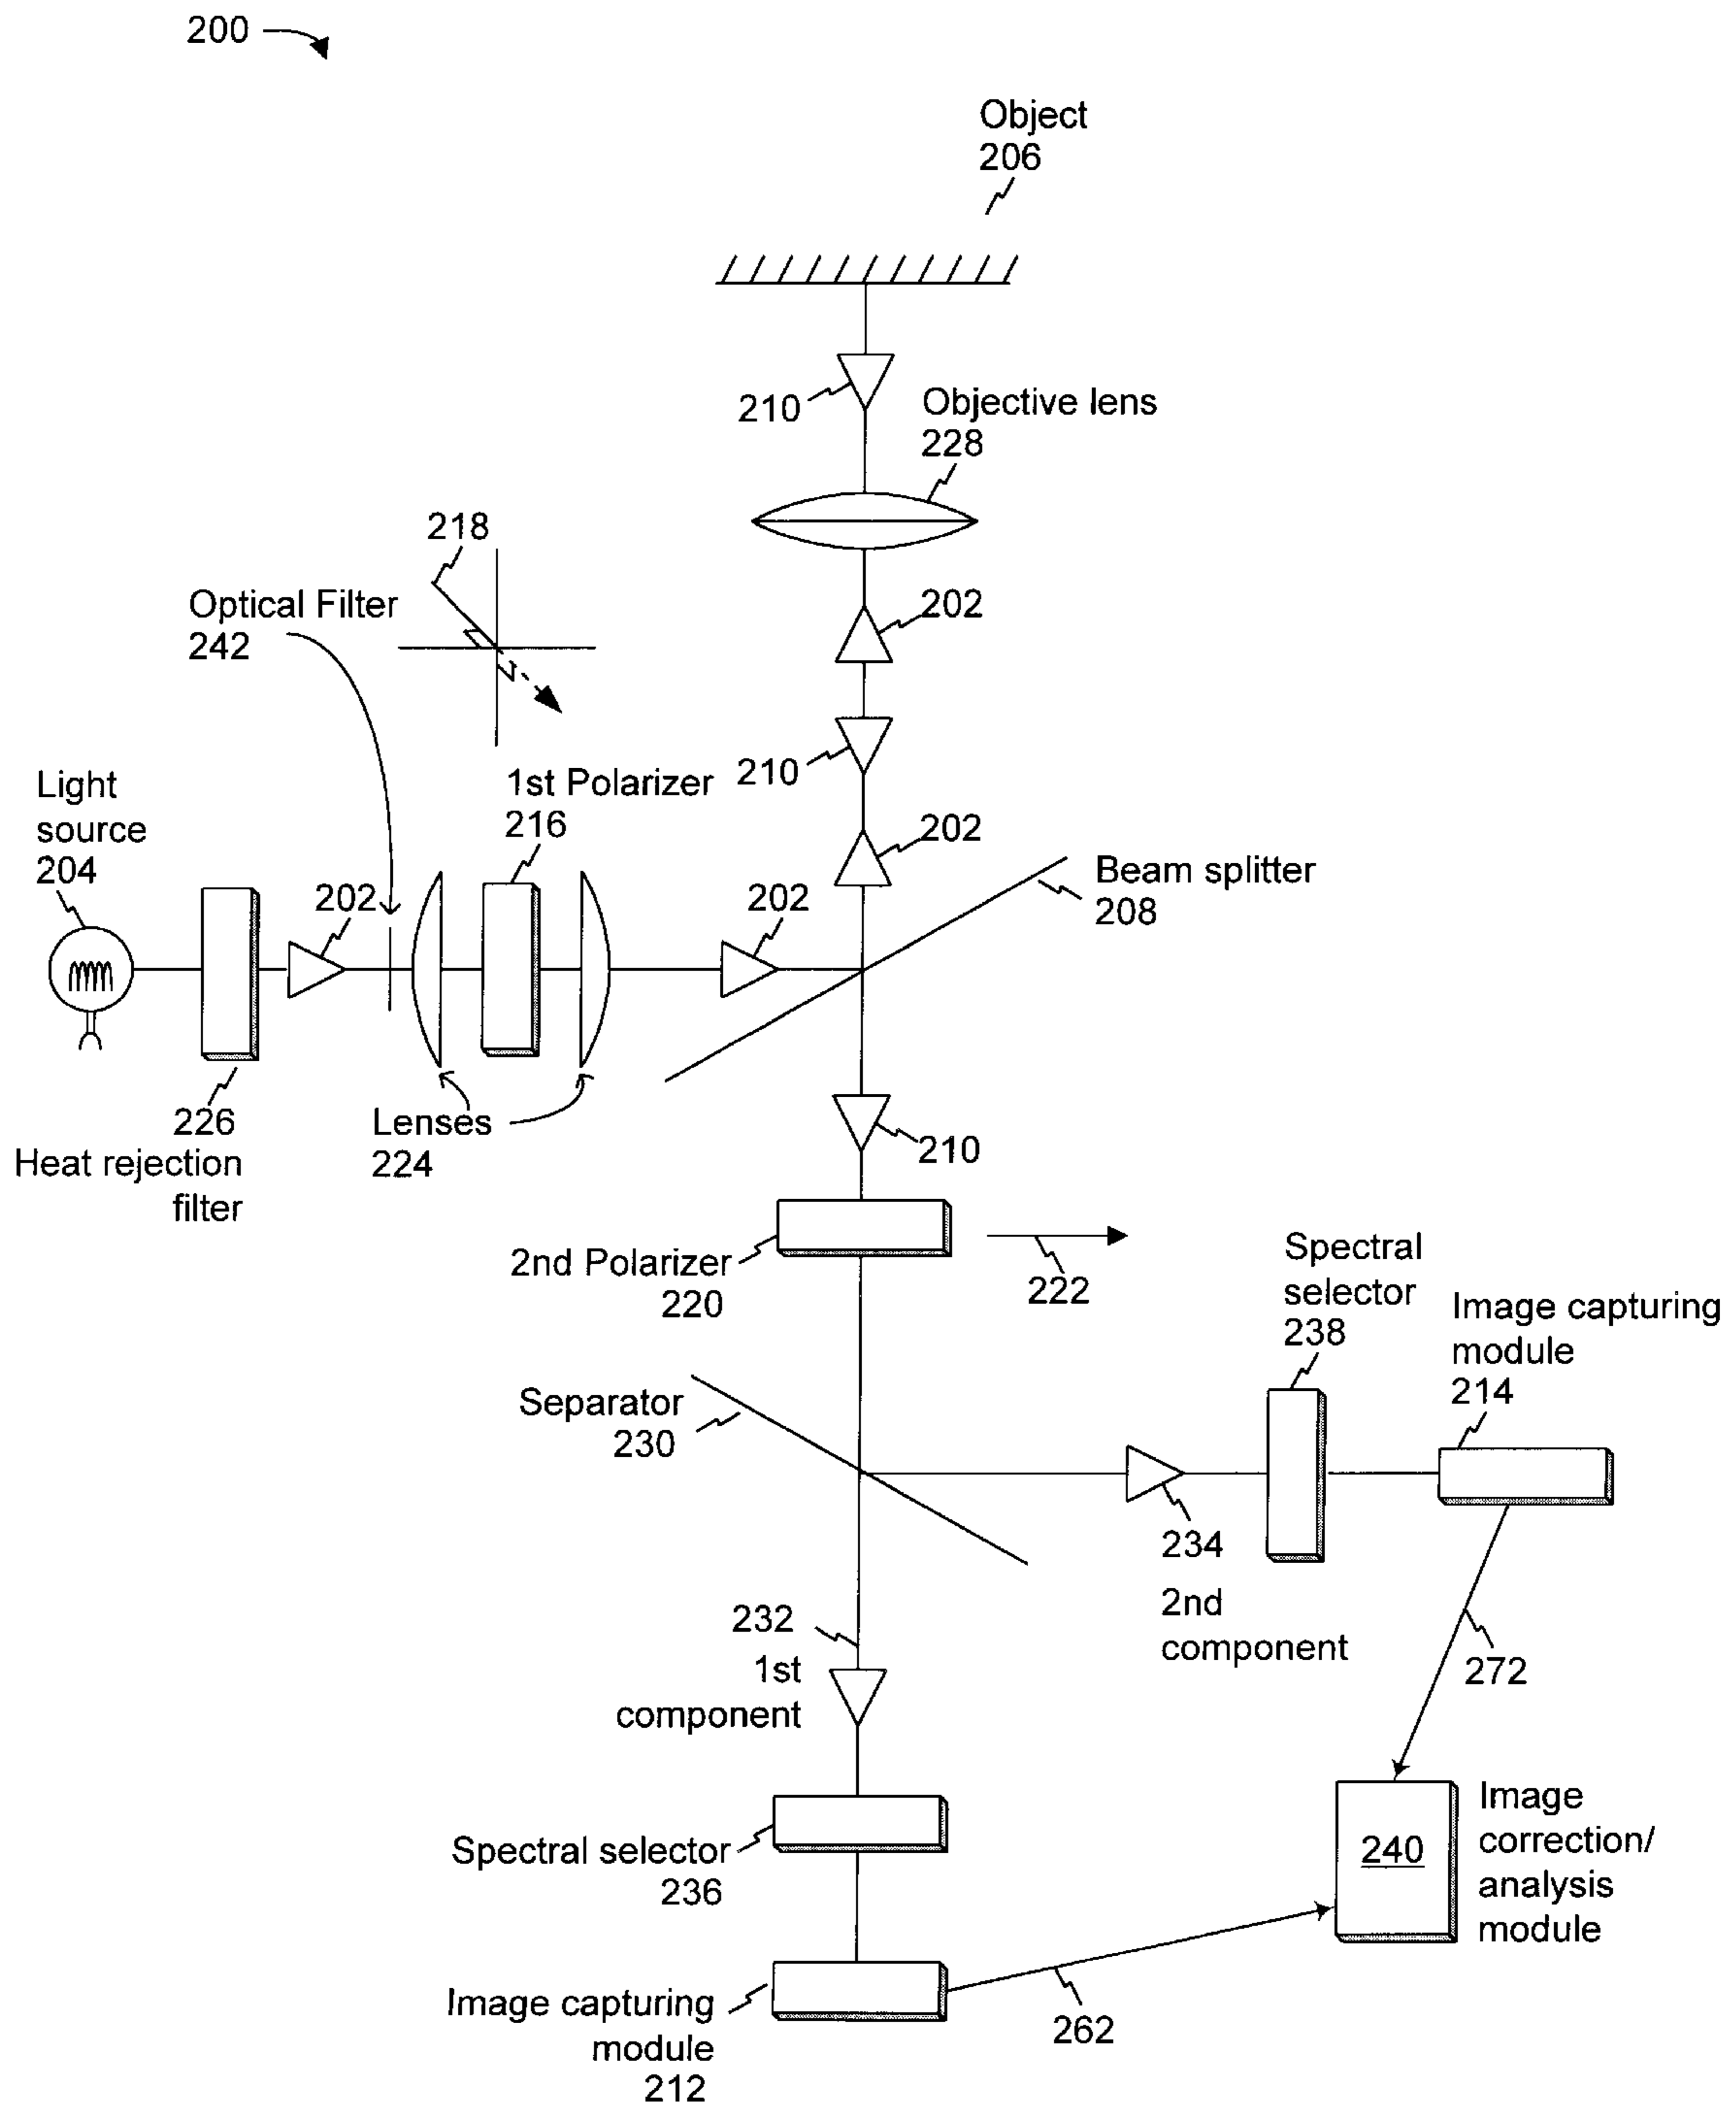 200
Object
206
210
Objective lens
228
218
Optical Filter
242
202
210
1st Polarizer
216
Light
source
204
202
202
202
Beam splitter
208
226
Heat rejection
filter
Lenses
224
210
2nd Polarizer
220
222
Spectral
selector
238
Image capturing
module
214
Separator
230
234
2nd
component
232
1st
component
272
Spectral selector
236
240
Image
correction/
analysis
module
Image capturing
module
212
262